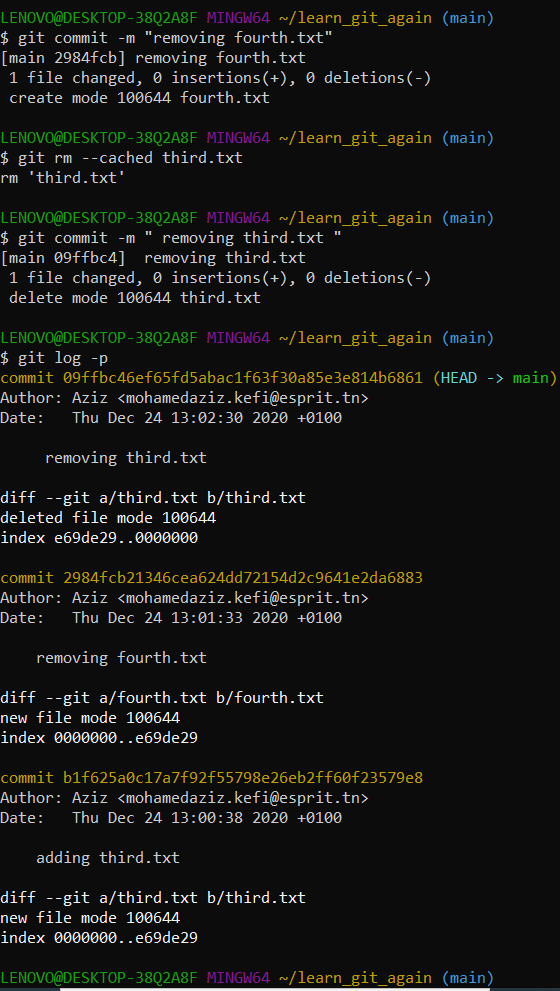 LENOVO@DESKTOP-38Q2A8F MINGW64 ~/learn_git_again (main)
$ git commit -m "removing fourth.txt"
[main 2984fcb] removing fourth.txt
 1 file changed, 0 insertions(+), 0 deletions(-)
 create mode 100644 fourth.txt

LENOVO@DESKTOP-38Q2A8F MINGW64 ~/learn_git_again (main)
$ git rm --cached third.txt
rm 'third.txt'

LENOVO@DESKTOP-38Q2A8F MINGW64 ~/learn_git_again (main)
$ git commit -m " removing third.txt "
[main 09ffbc4]  removing third.txt
 1 file changed, 0 insertions(+), 0 deletions(-)
 delete mode 100644 third.txt

LENOVO@DESKTOP-38Q2A8F MINGW64 ~/learn_git_again (main)
$ git log -p
commit 09ffbc46ef65fd5abac1f63f30a85e3e814b6861 (HEAD -> main)
Author: Aziz <mohamedaziz.kefi@esprit.tn>
Date:   Thu Dec 24 13:02:30 2020 +0100

     removing third.txt

diff --git a/third.txt b/third.txt
deleted file mode 100644
index e69de29..0000000

commit 2984fcb21346cea624dd72154d2c9641e2da6883
Author: Aziz <mohamedaziz.kefi@esprit.tn>
Date:   Thu Dec 24 13:01:33 2020 +0100

    removing fourth.txt

diff --git a/fourth.txt b/fourth.txt
new file mode 100644
index 0000000..e69de29

commit b1f625a0c17a7f92f55798e26eb2ff60f23579e8
Author: Aziz <mohamedaziz.kefi@esprit.tn>
Date:   Thu Dec 24 13:00:38 2020 +0100

    adding third.txt

diff --git a/third.txt b/third.txt
new file mode 100644
index 0000000..e69de29

LENOVO@DESKTOP-38Q2A8F MINGW64 ~/learn_git_again (main)